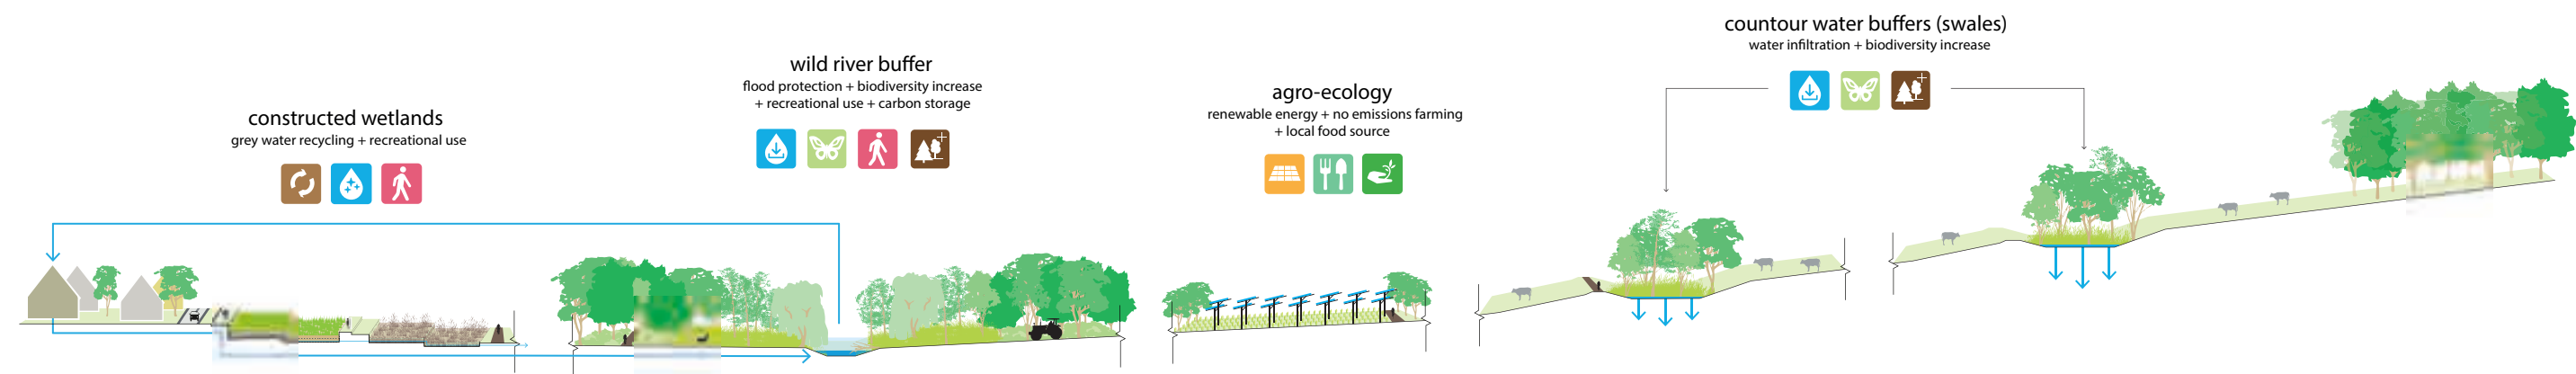 constructed wetlands
grey water recycling + recreational use
wild river buffer
flood protection + biodiversity increase
+ recreational use + carbon storage
agro-ecology
renewable energy + no emissions farming
+ local food source
countour water buffers (swales)
water infiltration + biodiversity increase